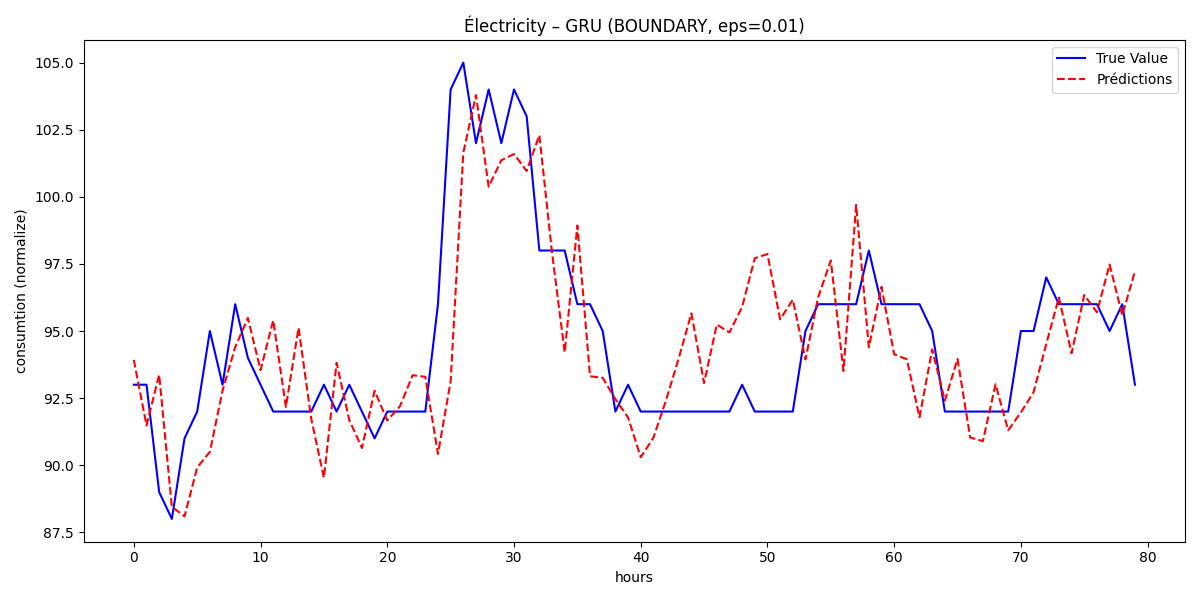 Électricity – GRU (BOUNDARY, eps=0.01)
True Value
Prédictions
consumtion (normalize)
105.0
102.5
100.0
97.5
95.0
92.5
90.0
87.5
0 10 20 30 40 50 60 70 80
hours